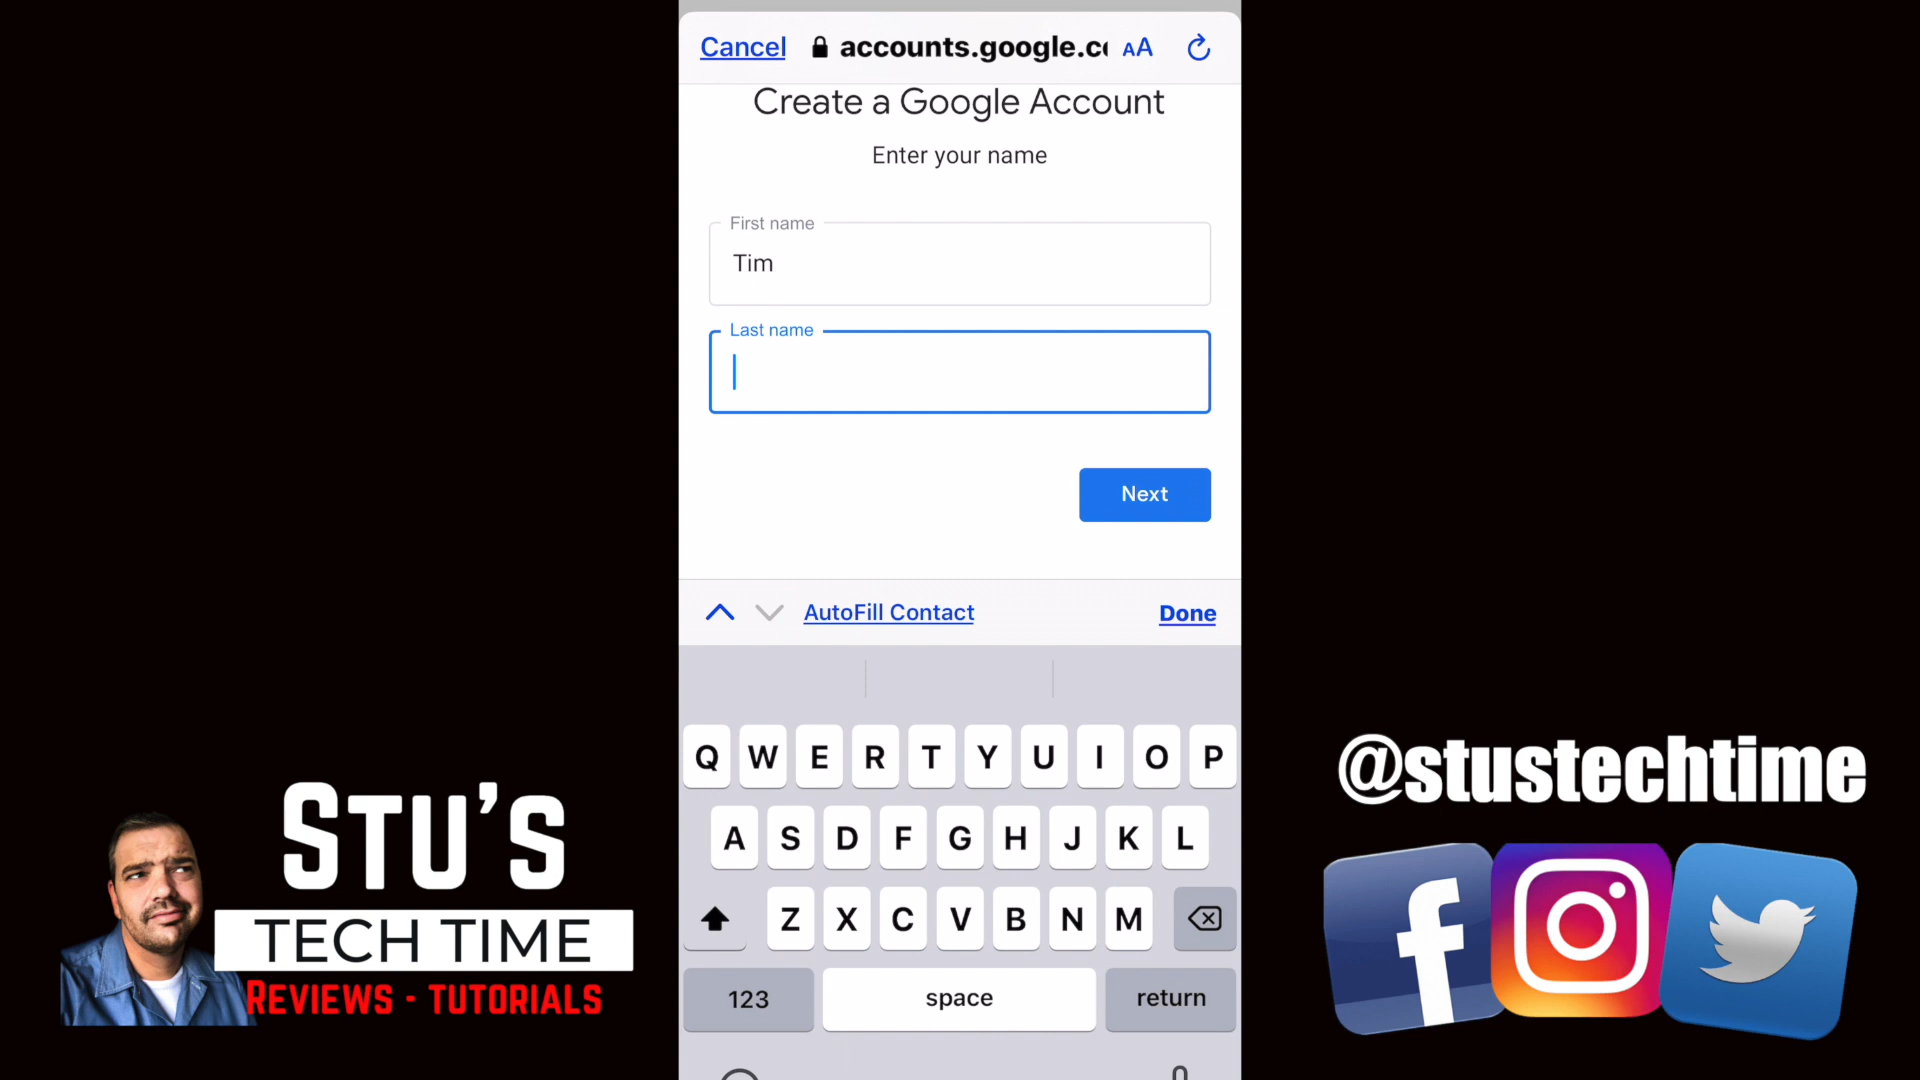 Cancel accounts.google.c AA
Create a Google Account
Enter your name
First name
Tim
Last name
Next
AutoFill Contact Done
Q W E R T Y U I O P
A S D F G H J K L
Z X C V B N M
123 space return
STU'S
TECH TIME
REVIEWS - TUTORIALS
@stustechtime
f